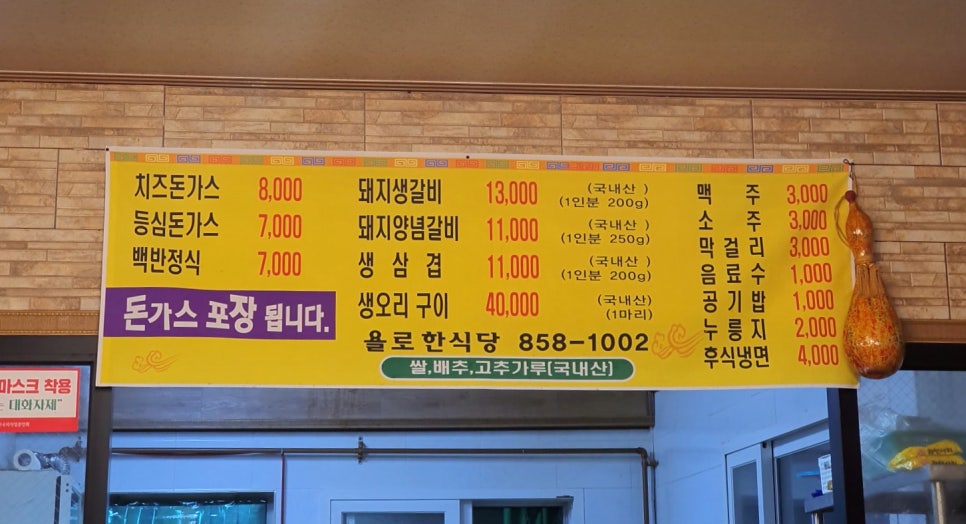 치즈돈가스 8,000
등심돈가스 7,000
백반정식 7,000
돈가스 포장 됩니다.
돼지생갈비 13,000 (국내산) (1인분 200g)
돼지양념갈비 11,000 (국내산) (1인분 250g)
생삼겹 11,000 (국내산) (1인분 200g)
생오리 구이 40,000 (국내산) (1마리)
맥주 3,000
소주 3,000
막걸리 3,000
음료수 1,000
공기밥 1,000
누룽지 2,000
후식냉면 4,000
욜로한식당 858-1002
쌀,배추,고추가루[국내산]
마스크 착용
대화자제"